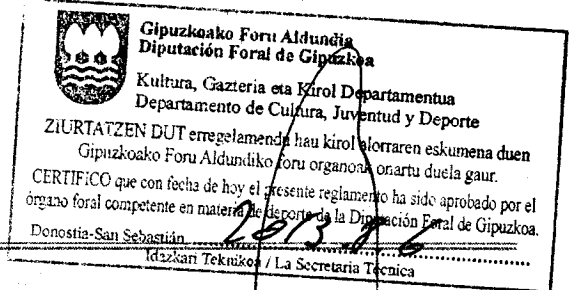 Gipuzkoako Foru Aldundia
Diputación Foral de Gipuzkoa
Kultura, Gazteria eta Kirol Departamentua
Departamento de Cultura, Juventud y Deporte
ZIURTATZEN DUT erregelamendu hau kirol alorraren eskumena duen
Gipuzkoako Foru Aldundiko foru organoak onartu duela gaur.
CERTIFICO que con fecha de hoy el presente reglamento ha sido aprobado por el
órgano foral competente en materia de deporte de la Diputación Foral de Gipuzkoa.
Donostia-San Sebastián 2013
Idazkari Teknikoa / La Secretaria Técnica